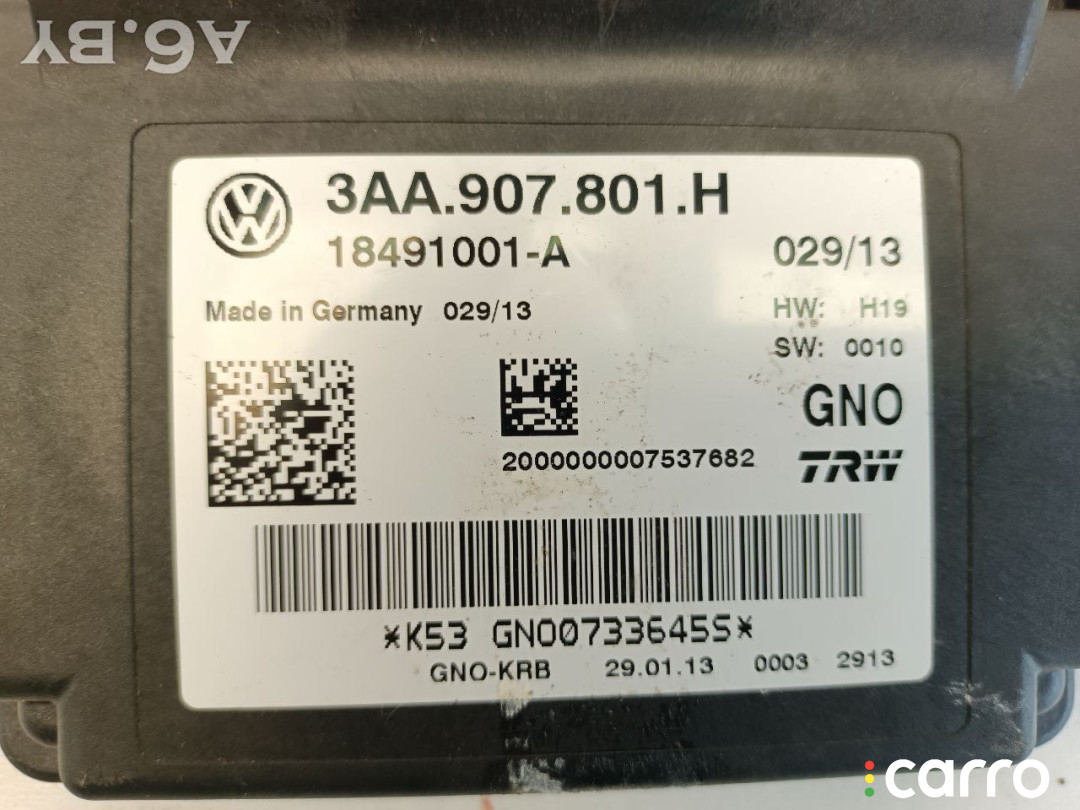 A6.BY
3AA.907.801.H
18491001-A 029/13
Made in Germany 029/13 HW: H19
SW: 0010
GNO
2000000007537682 TRW
*K53 GNO0733645S*
GNO-KRB 29.01.13 0003 2913
carro